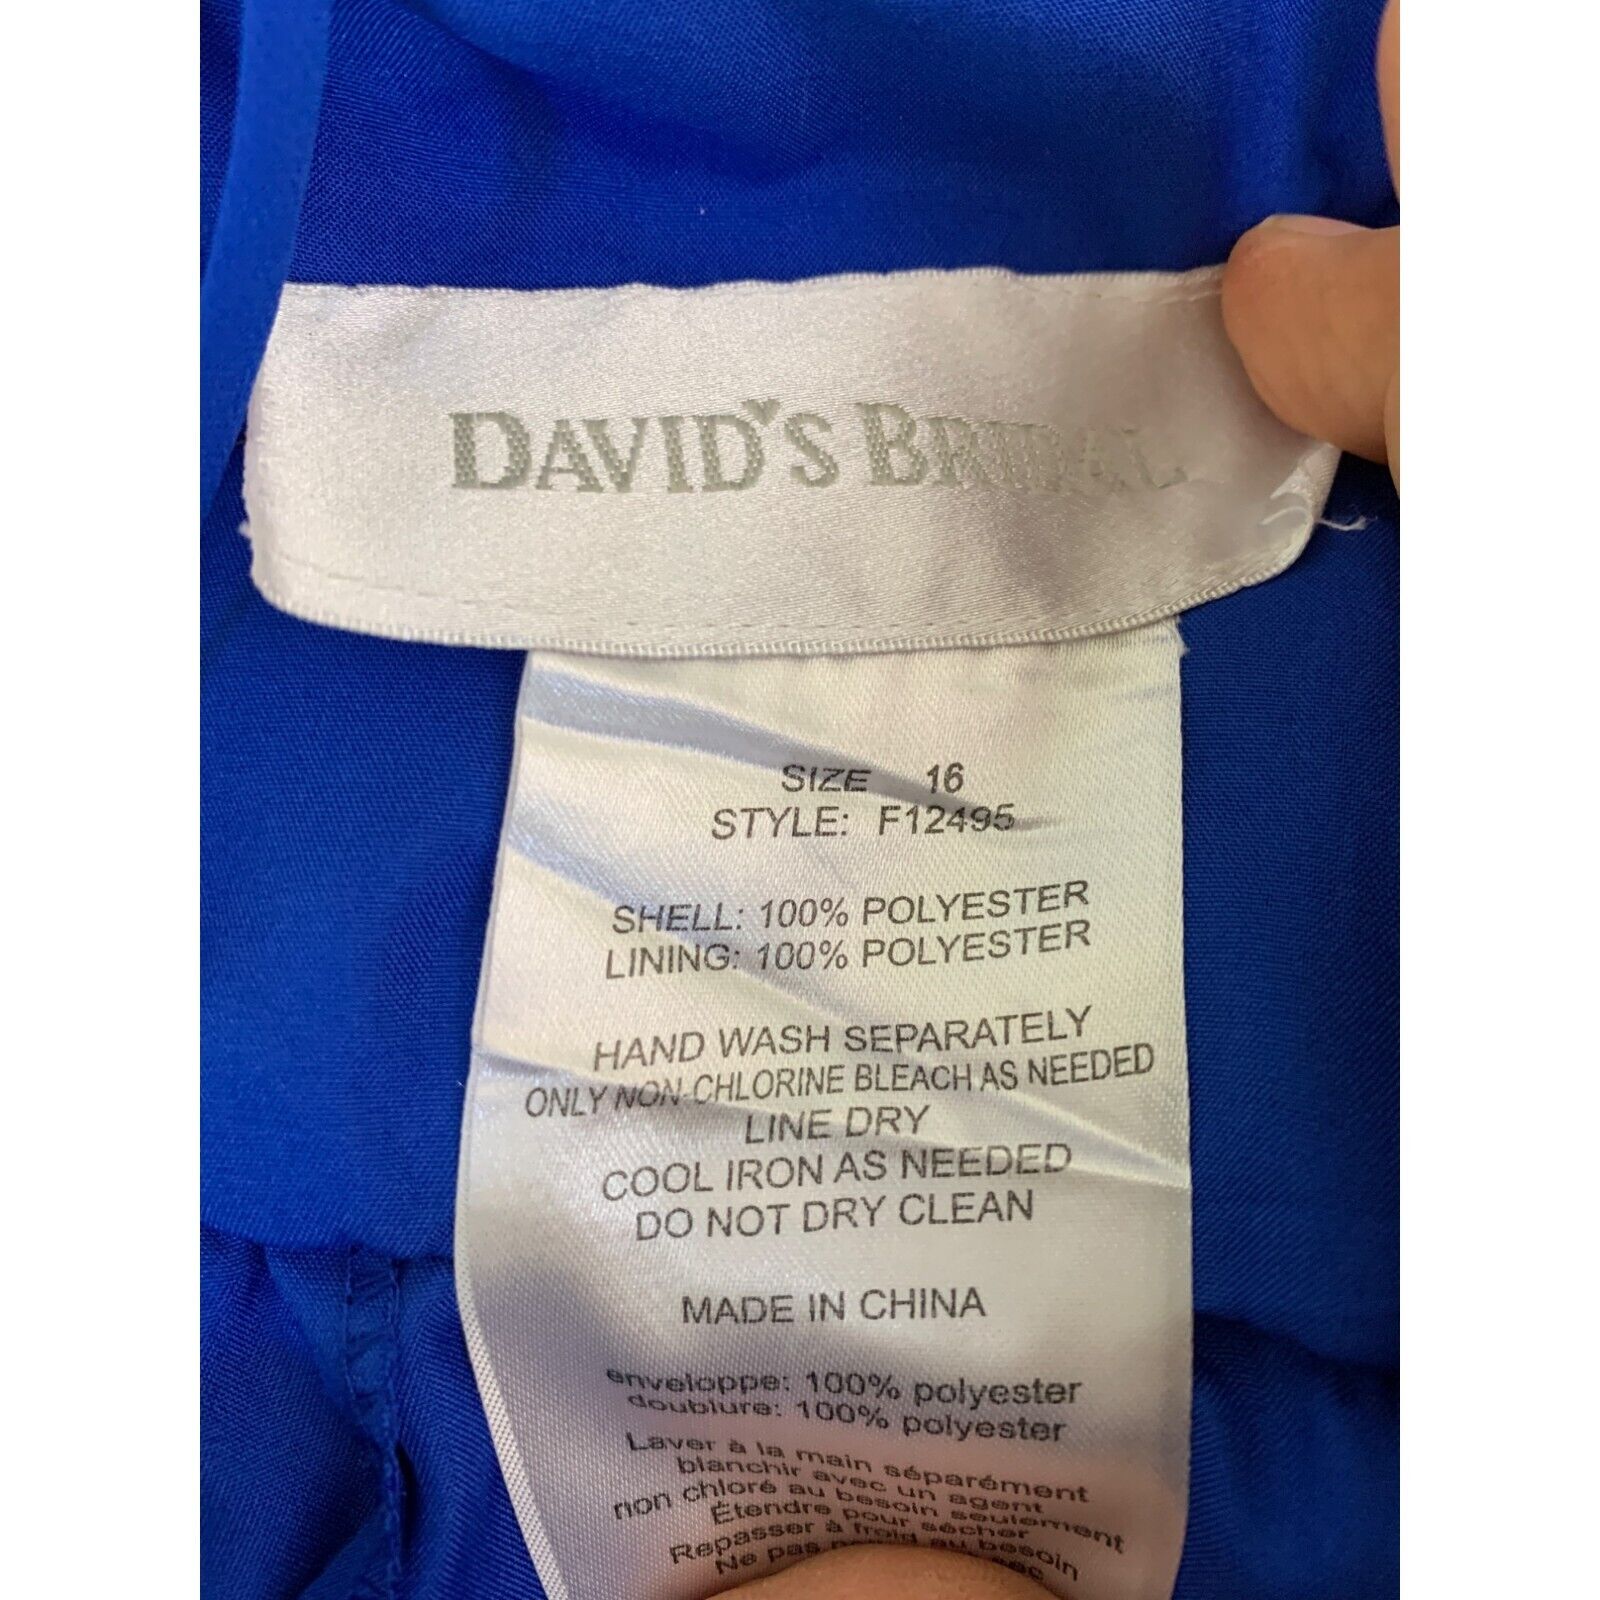 DAVID'S BRIDAL
SIZE 16
STYLE: F12495
SHELL: 100% POLYESTER
LINING: 100% POLYESTER
HAND WASH SEPARATELY
ONLY NON-CHLORINE BLEACH AS NEEDED
LINE DRY
COOL IRON AS NEEDED
DO NOT DRY CLEAN
MADE IN CHINA
enveloppe: 100% polyester
doublure: 100% polyester
Laver à la main séparément
blanchir avec un agent
non chloré au besoin seulement
Étendre pour sécher
Repasser à froid au besoin
Ne pas